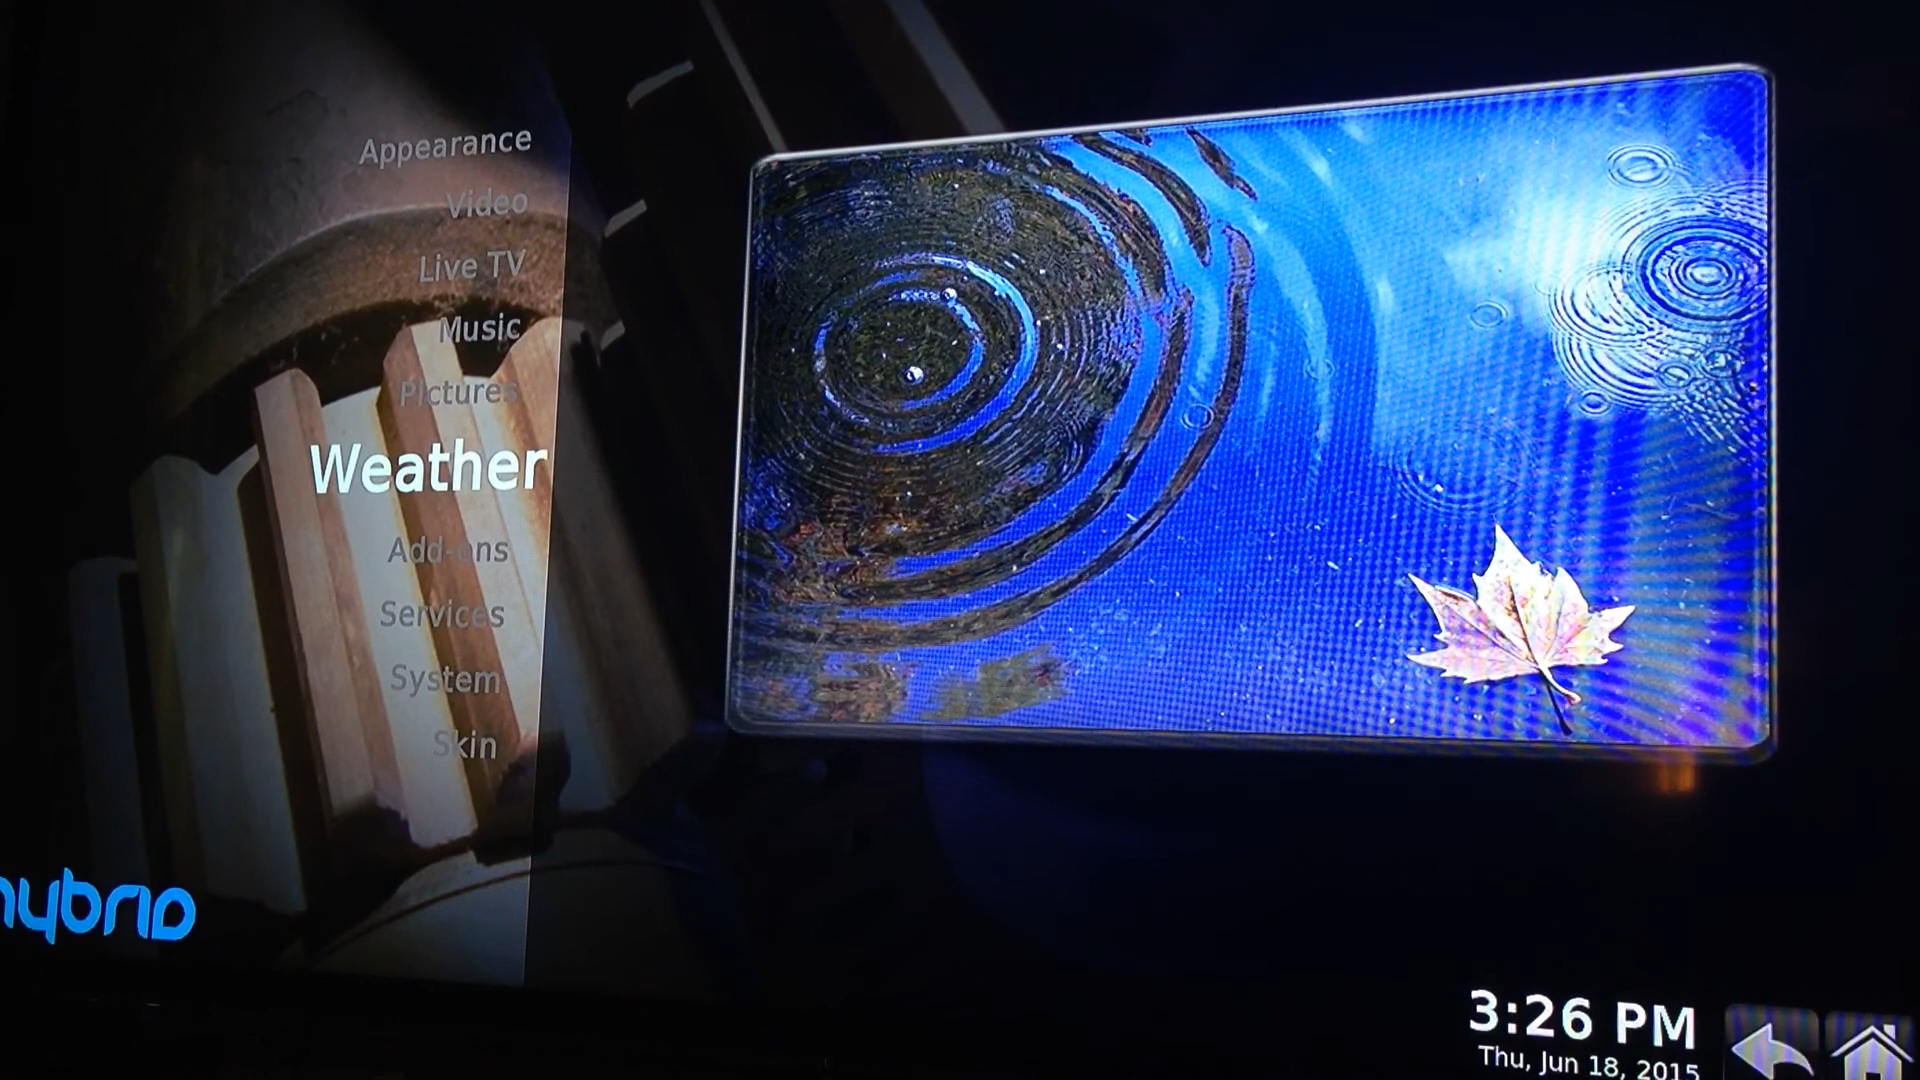 Appearance
Video
Live TV
Music
Pictures
Weather
Add-ons
Services
System
Skin
hybrid
3:26 PM
Thu, Jun 18, 2015